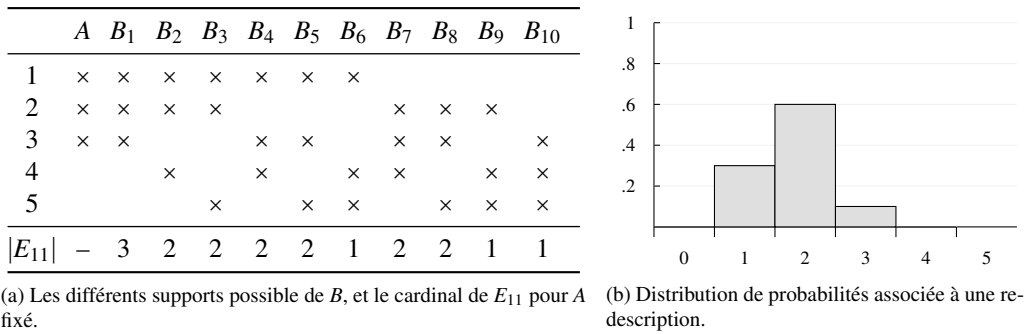 A B₁ B₂ B₃ B₄ B₅ B₆ B₇ B₈ B₉ B₁₀
1 × × × × × × ×
2 × × × × × × ×
3 × × × × × × ×
4 × × × × × ×
5 × × × × × ×
|E₁₁| – 3 2 2 2 2 1 2 2 1 1
(a) Les différents supports possible de B, et le cardinal de E₁₁ pour A
fixé.
1
.8
.6
.4
.2
0 1 2 3 4 5
(b) Distribution de probabilités associée à une re-
description.